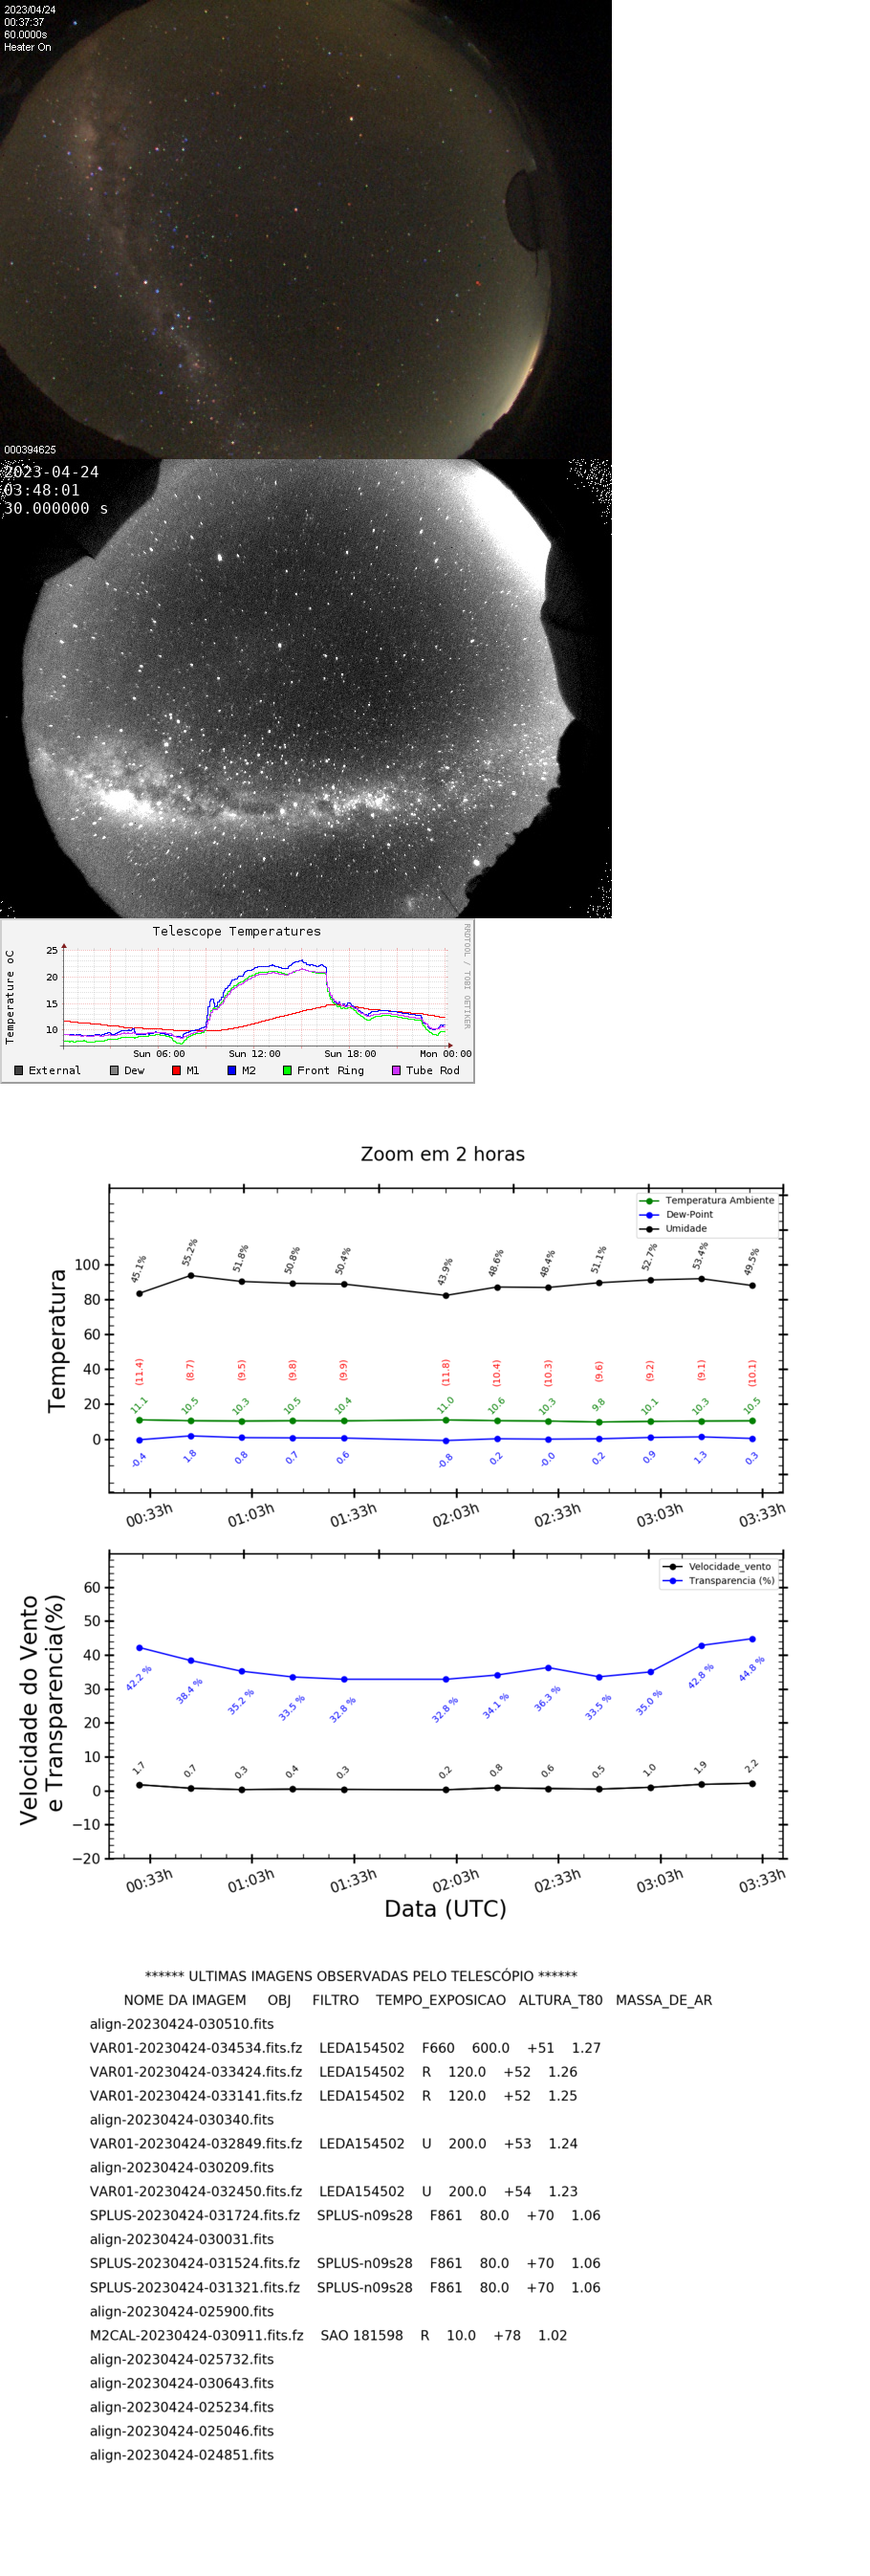 2023/04/24
00:37:37
60.0000s
Heater On
000394625
2023-04-24
03:48:01
30.000000 s
Telescope Temperatures
Temperature oC
RRDTOOL / TOBI OETIKER
25
20
15
10
Sun 06:00 Sun 12:00 Sun 18:00 Mon 00:00
External Dew M1 M2 Front Ring Tube Rod
Zoom em 2 horas
Temperatura Ambiente
Dew-Point
Umidade
Temperatura
100
80
60
40
20
0
45.1% 55.2% 51.8% 50.8% 50.4% 43.9% 48.6% 48.4% 51.1% 52.7% 53.4% 49.5%
(11.4) (8.7) (9.5) (9.8) (9.9) (11.8) (10.4) (10.3) (9.6) (9.2) (9.1) (10.1)
11.1 10.5 10.3 10.5 10.4 11.0 10.6 10.3 9.8 10.1 10.3 10.5
-0.4 1.8 0.8 0.7 0.6 -0.8 0.2 -0.0 0.2 0.9 1.3 0.3
00:33h 01:03h 01:33h 02:03h 02:33h 03:03h 03:33h
Velocidade_vento
Transparencia (%)
Velocidade do Vento
e Transparencia(%)
60
50
40
30
20
10
0
−10
−20
42.2 % 38.4 % 35.2 % 33.5 % 32.8 % 32.8 % 34.1 % 36.3 % 33.5 % 35.0 % 42.8 % 44.8 %
1.7 0.7 0.3 0.4 0.3 0.2 0.8 0.6 0.5 1.0 1.9 2.2
00:33h 01:03h 01:33h 02:03h 02:33h 03:03h 03:33h
Data (UTC)
****** ULTIMAS IMAGENS OBSERVADAS PELO TELESCÓPIO ******
NOME DA IMAGEM OBJ FILTRO TEMPO_EXPOSICAO ALTURA_T80 MASSA_DE_AR
align-20230424-030510.fits
VAR01-20230424-034534.fits.fz LEDA154502 F660 600.0 +51 1.27
VAR01-20230424-033424.fits.fz LEDA154502 R 120.0 +52 1.26
VAR01-20230424-033141.fits.fz LEDA154502 R 120.0 +52 1.25
align-20230424-030340.fits
VAR01-20230424-032849.fits.fz LEDA154502 U 200.0 +53 1.24
align-20230424-030209.fits
VAR01-20230424-032450.fits.fz LEDA154502 U 200.0 +54 1.23
SPLUS-20230424-031724.fits.fz SPLUS-n09s28 F861 80.0 +70 1.06
align-20230424-030031.fits
SPLUS-20230424-031524.fits.fz SPLUS-n09s28 F861 80.0 +70 1.06
SPLUS-20230424-031321.fits.fz SPLUS-n09s28 F861 80.0 +70 1.06
align-20230424-025900.fits
M2CAL-20230424-030911.fits.fz SAO 181598 R 10.0 +78 1.02
align-20230424-025732.fits
align-20230424-030643.fits
align-20230424-025234.fits
align-20230424-025046.fits
align-20230424-024851.fits